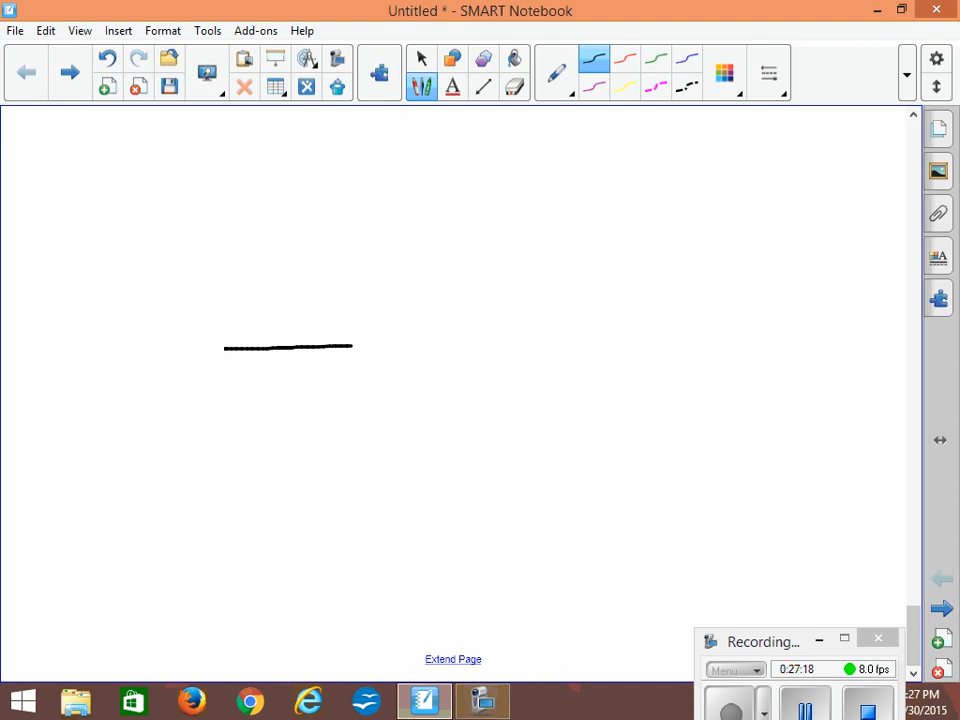 Untitled * - SMART Notebook
File Edit View Insert Format Tools Add-ons Help
Extend Page
Recording...
Menu 0:27:18 8.0 fps
:27 PM
/30/2015